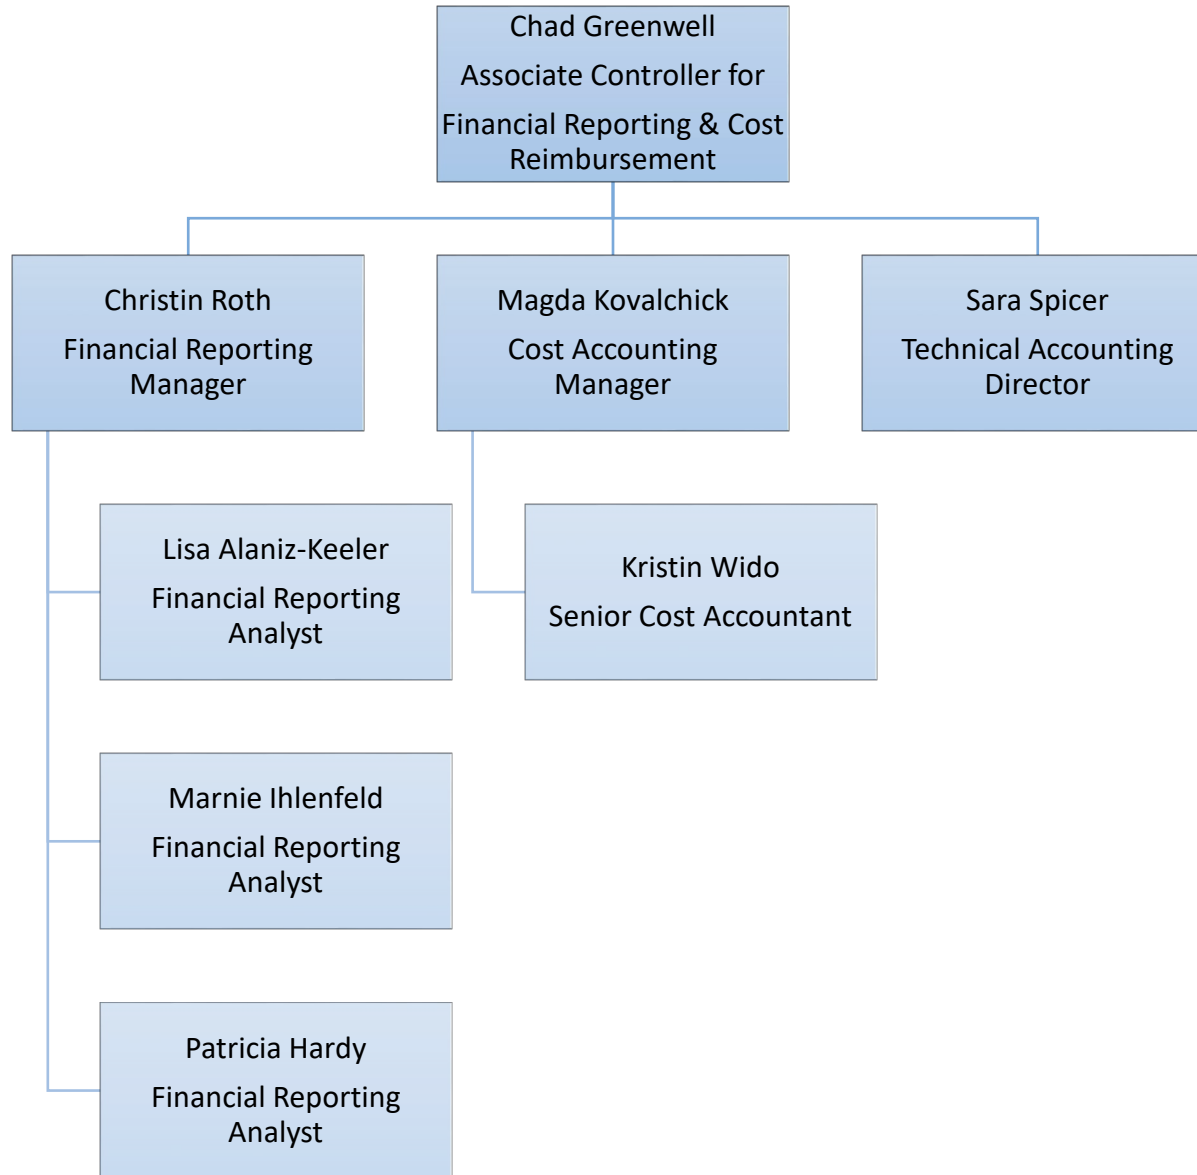 Chad Greenwell
Associate Controller for
Financial Reporting & Cost
Reimbursement
Christin Roth
Financial Reporting
Manager
Magda Kovalchick
Cost Accounting
Manager
Sara Spicer
Technical Accounting
Director
Lisa Alaniz-Keeler
Financial Reporting
Analyst
Kristin Wido
Senior Cost Accountant
Marnie Ihlenfeld
Financial Reporting
Analyst
Patricia Hardy
Financial Reporting
Analyst